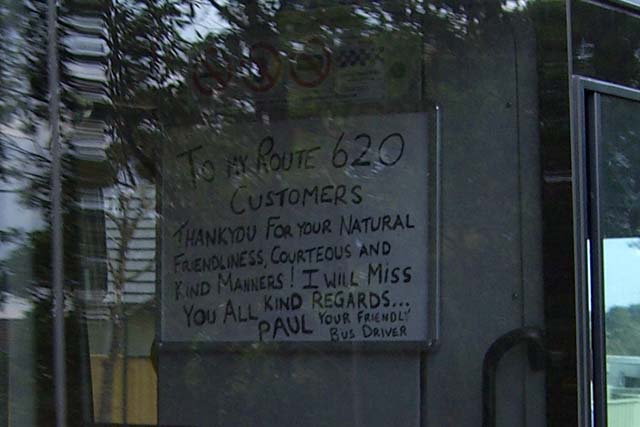 To my Route 620
Customers
Thankyou For your Natural
Friendliness, Courteous and
Kind Manners! I will Miss
You All Kind Regards...
Paul Your Friendly
Bus Driver